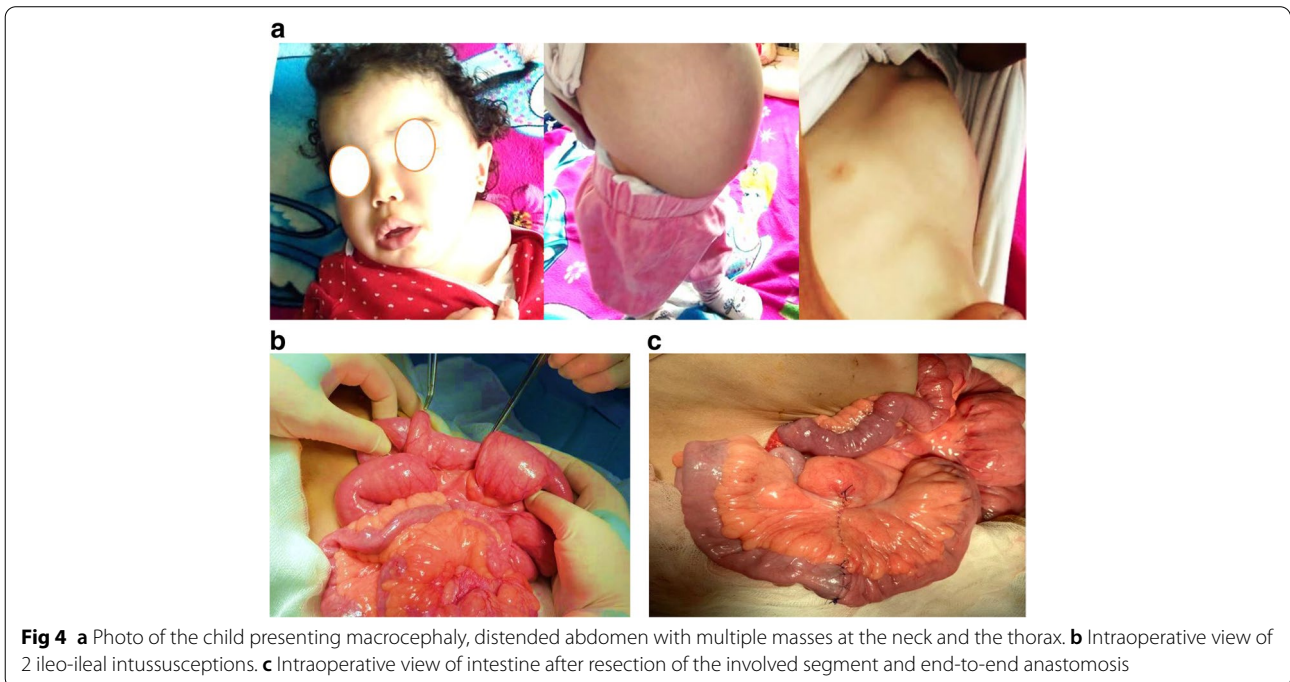 a
b
c
Fig 4 a Photo of the child presenting macrocephaly, distended abdomen with multiple masses at the neck and the thorax. b Intraoperative view of
2 ileo-ileal intussusceptions. c Intraoperative view of intestine after resection of the involved segment and end-to-end anastomosis